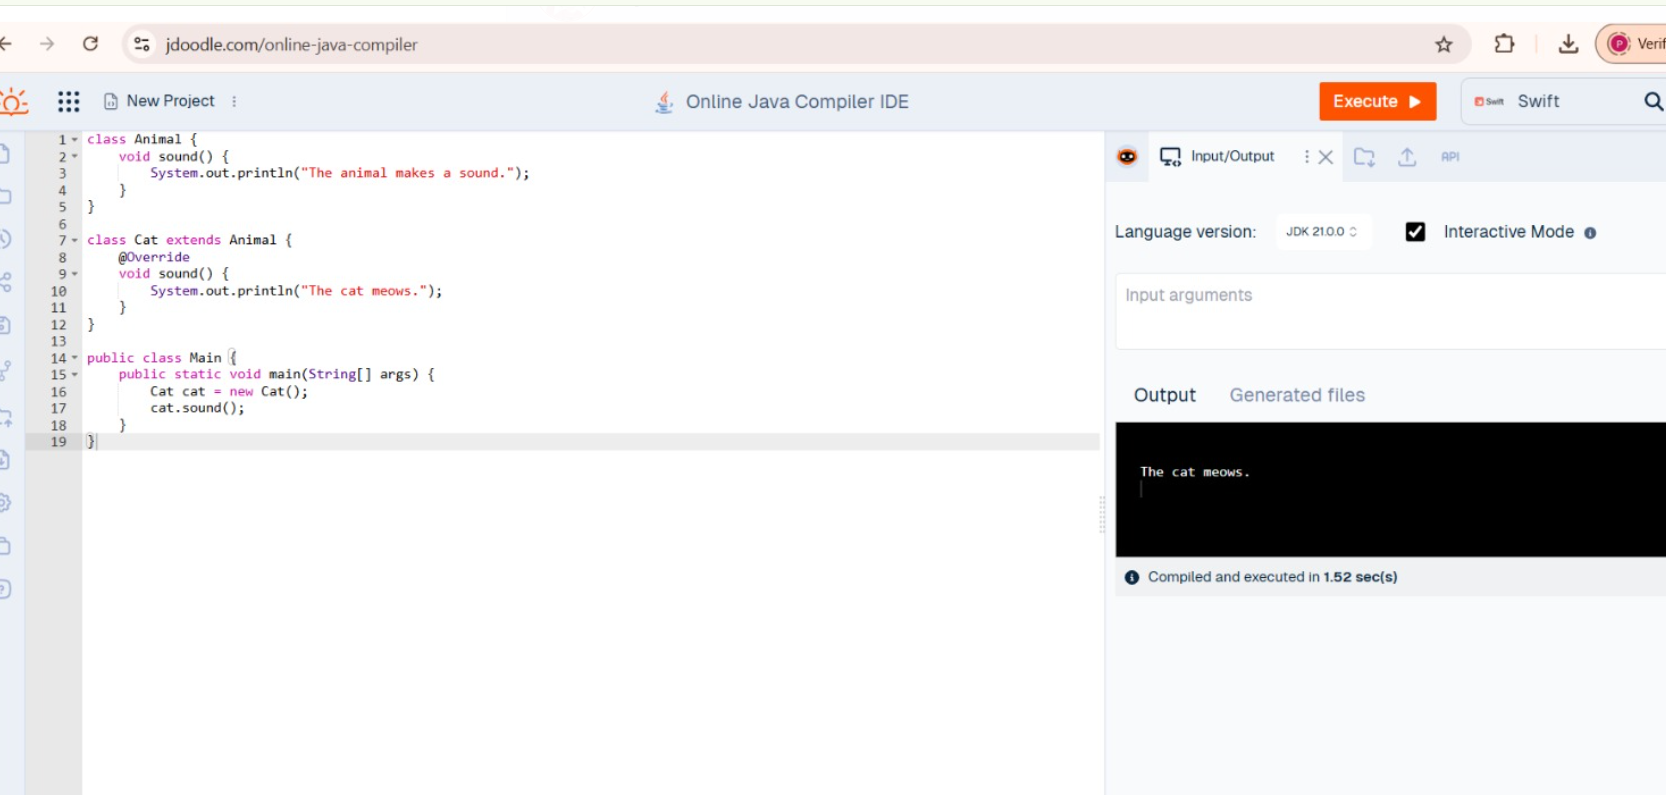 jdoodle.com/online-java-compiler
Verif
New Project
Online Java Compiler IDE
Execute
Swift Swift
1 class Animal {
2     void sound() {
3         System.out.println("The animal makes a sound.");
4     }
5 }
6
7 class Cat extends Animal {
8     @Override
9     void sound() {
10         System.out.println("The cat meows.");
11     }
12 }
13
14 public class Main {
15     public static void main(String[] args) {
16         Cat cat = new Cat();
17         cat.sound();
18     }
19 }
Input/Output
API
Language version: JDK 21.0.0 Interactive Mode
Input arguments
Output Generated files
The cat meows.
Compiled and executed in 1.52 sec(s)